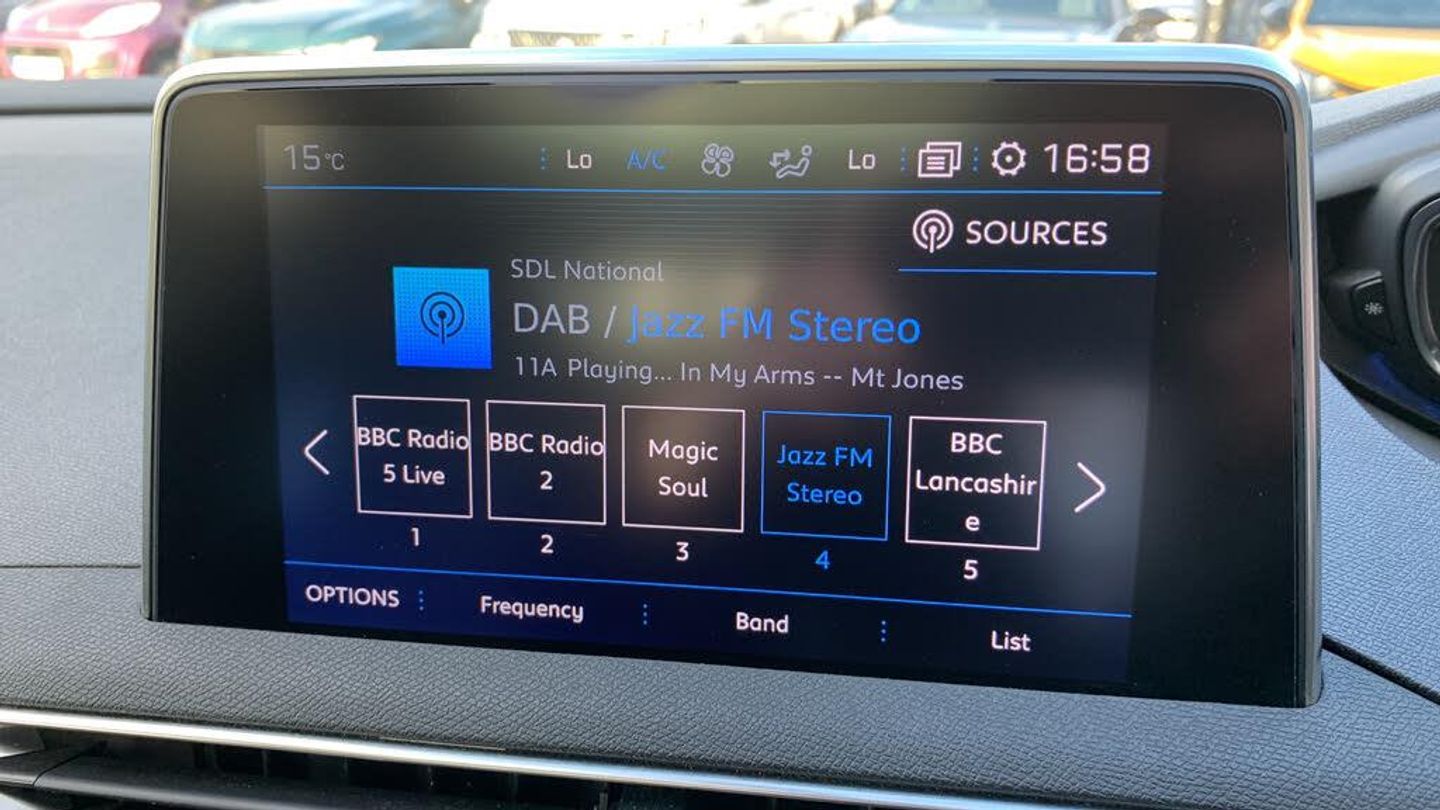 15°C Lo A/C Lo 16:58
SOURCES
SDL National
DAB / Jazz FM Stereo
11A Playing... In My Arms -- Mt Jones
BBC Radio
5 Live
BBC Radio
2
Magic
Soul
Jazz FM
Stereo
BBC
Lancashir
e
1 2 3 4 5
OPTIONS Frequency Band List